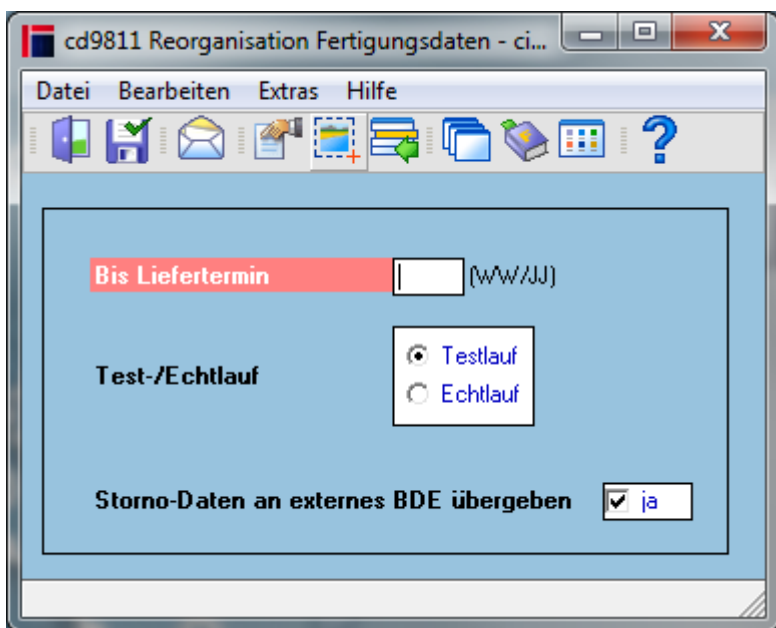 cd9811 Reorganisation Fertigungsdaten - ci...
Datei Bearbeiten Extras Hilfe
Bis Liefertermin (WW/JJ)
Test-/Echtlauf
Testlauf
Echtlauf
Storno-Daten an externes BDE übergeben ja